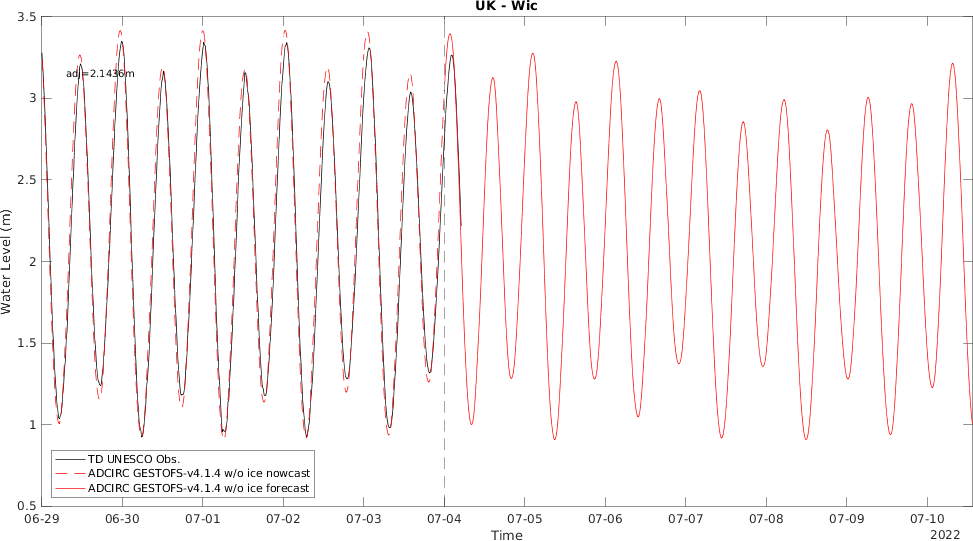 UK - Wic
3.5
adj=2.1436m
3
2.5
2
1.5
1
0.5
Water Level (m)
TD UNESCO Obs.
ADCIRC GESTOFS-v4.1.4 w/o ice nowcast
ADCIRC GESTOFS-v4.1.4 w/o ice forecast
06-29 06-30 07-01 07-02 07-03 07-04 07-05 07-06 07-07 07-08 07-09 07-10
Time
2022